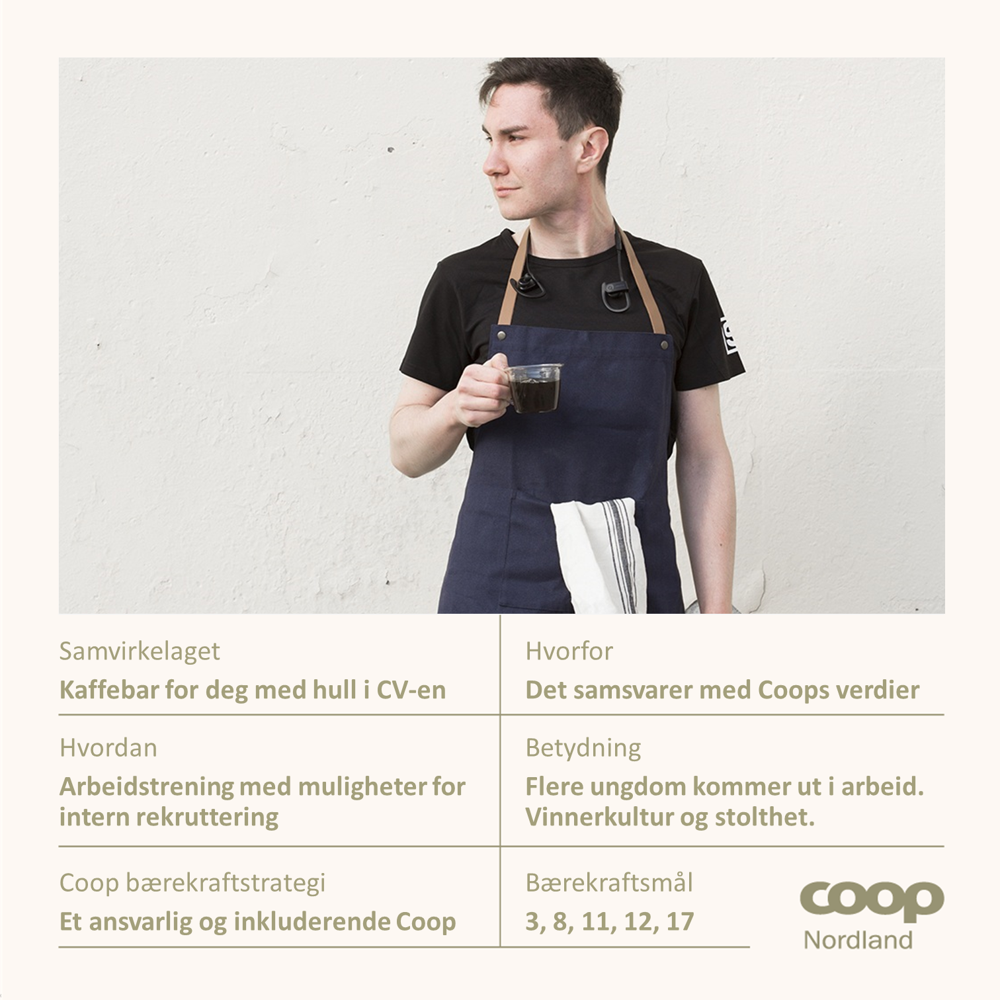 Samvirkelaget
Kaffebar for deg med hull i CV-en
Hvorfor
Det samsvarer med Coops verdier
Hvordan
Arbeidstrening med muligheter for
intern rekruttering
Betydning
Flere ungdom kommer ut i arbeid.
Vinnerkultur og stolthet.
Coop bærekraftstrategi
Et ansvarlig og inkluderende Coop
Bærekraftsmål
3, 8, 11, 12, 17
coop
Nordland